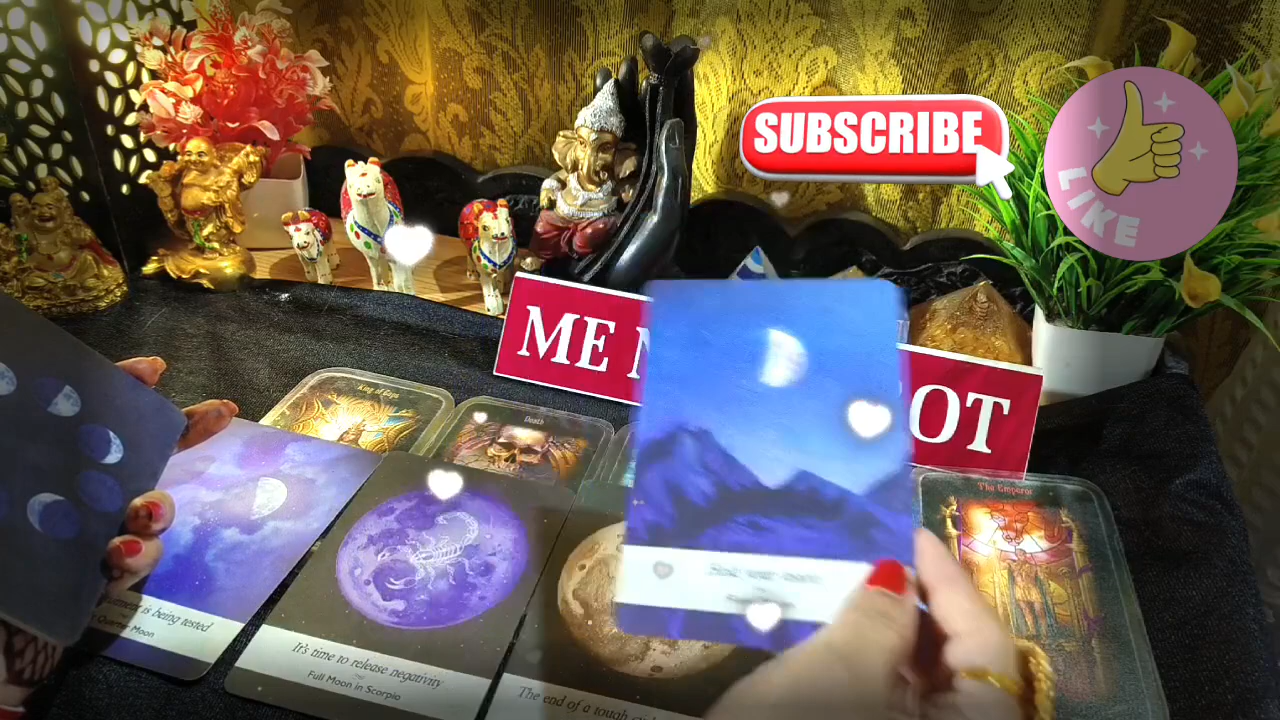 SUBSCRIBE
LIKE
ME
OT
King of
Death
The Emperor
is being tested
Quarter Moon
It's time to release negativity
Full Moon in Scorpio
The end of a tough